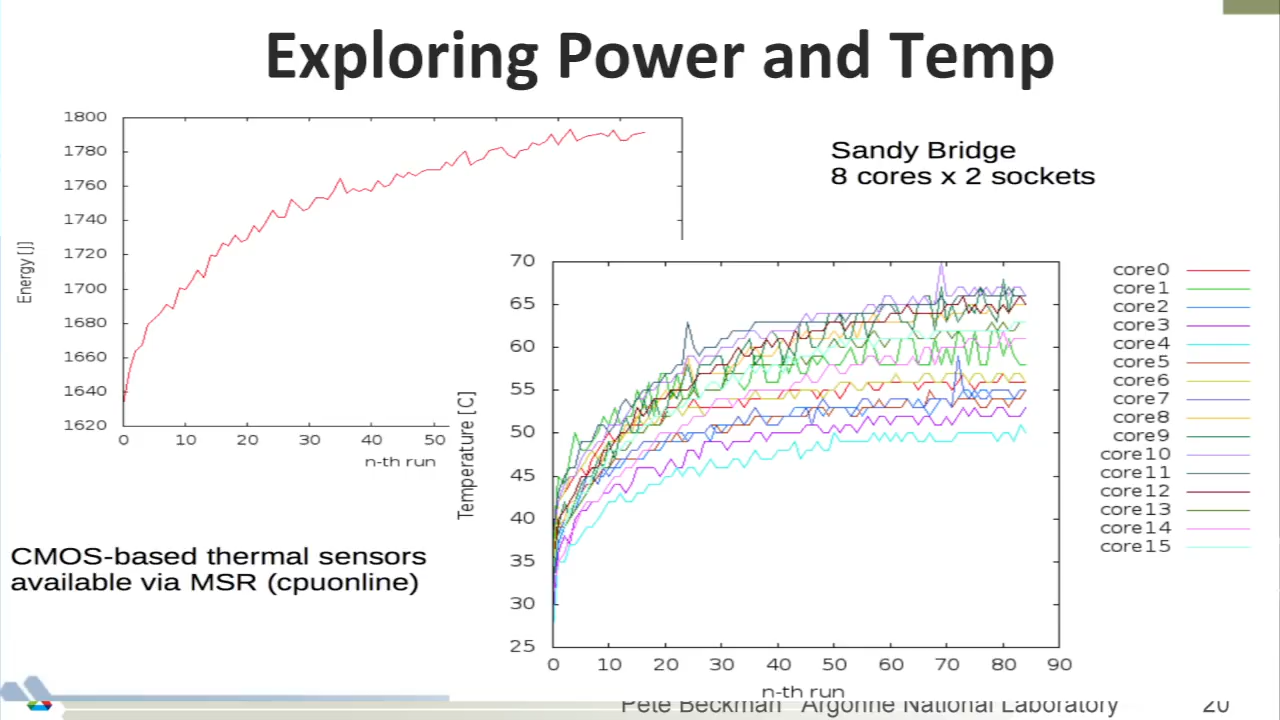 Exploring Power and Temp
1800
1780
1760
1740
1720
1700
1680
1660
1640
1620
Energy [J]
0 10 20 30 40 50
n-th run
Sandy Bridge
8 cores x 2 sockets
70
65
60
55
50
45
40
35
30
25
Temperature [C]
0 10 20 30 40 50 60 70 80 90
n-th run
core0
core1
core2
core3
core4
core5
core6
core7
core8
core9
core10
core11
core12
core13
core14
core15
CMOS-based thermal sensors
available via MSR (cpuonline)
Pete Beckman Argonne National Laboratory 20